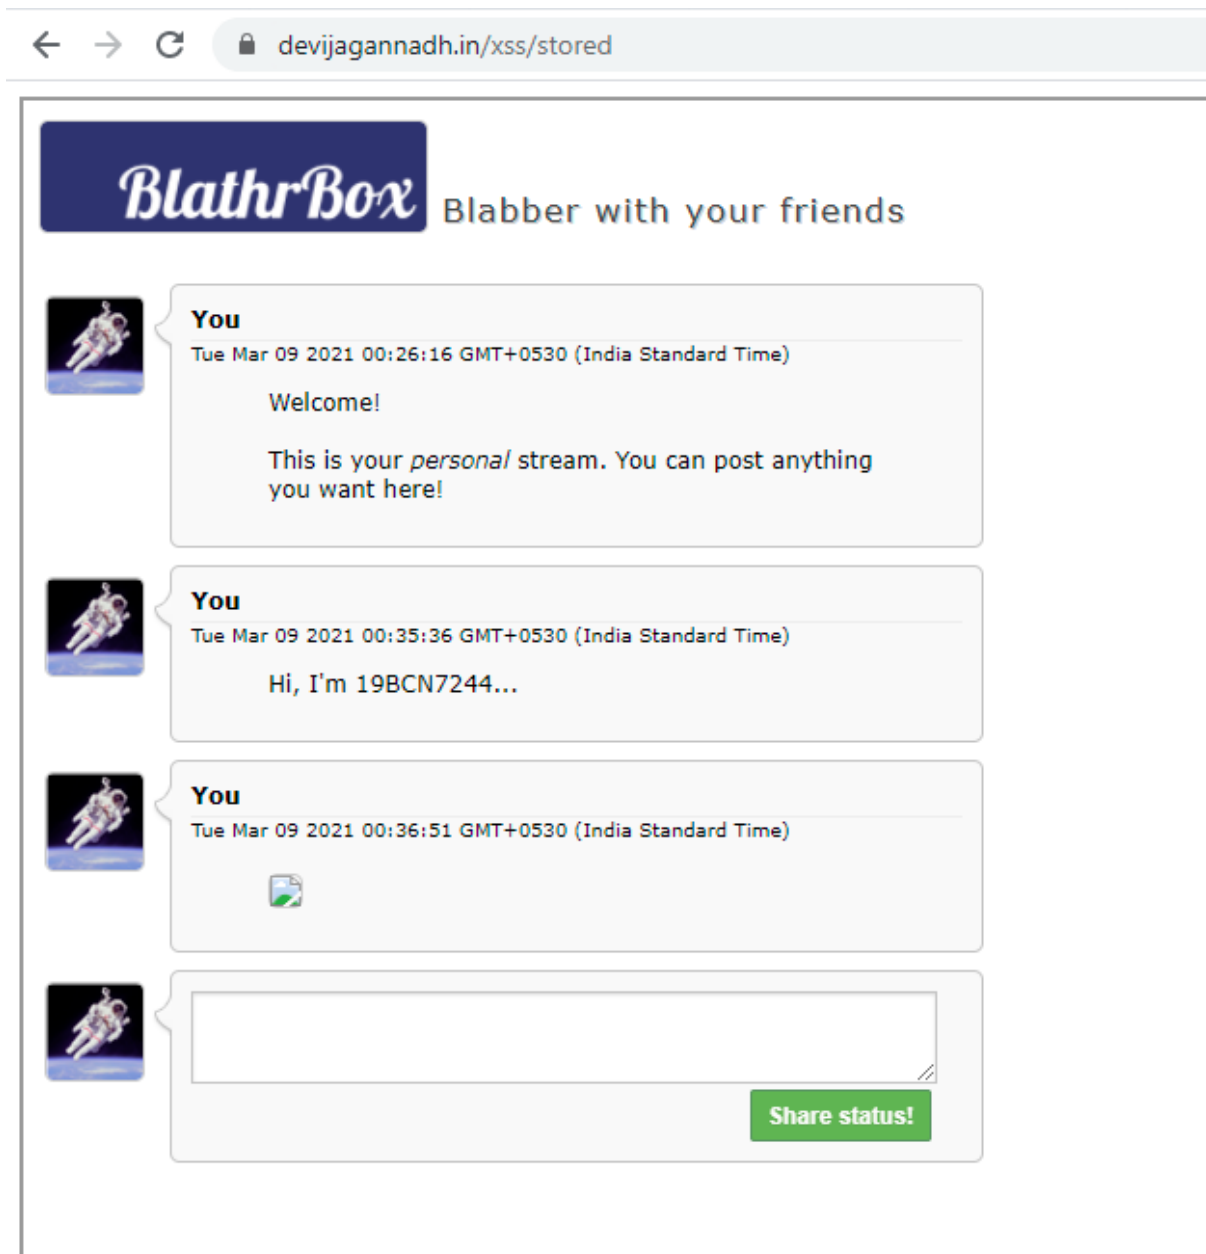 devijagannadh.in/xss/stored
BlathrBox Blabber with your friends
You
Tue Mar 09 2021 00:26:16 GMT+0530 (India Standard Time)
Welcome!
This is your personal stream. You can post anything
you want here!
You
Tue Mar 09 2021 00:35:36 GMT+0530 (India Standard Time)
Hi, I'm 19BCN7244...
You
Tue Mar 09 2021 00:36:51 GMT+0530 (India Standard Time)
Share status!